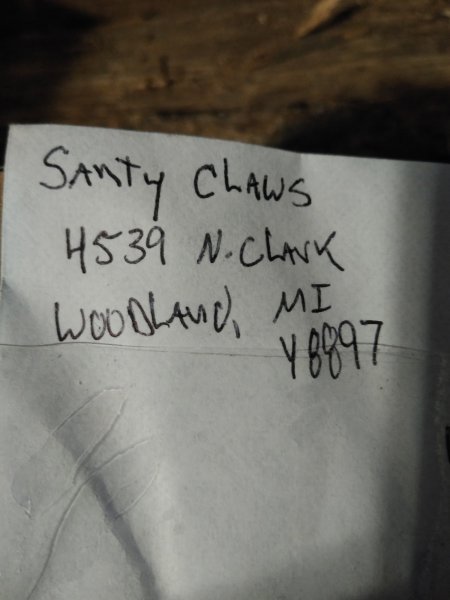 Santy Claws
4539 N. Clark
Woodland, MI
48897